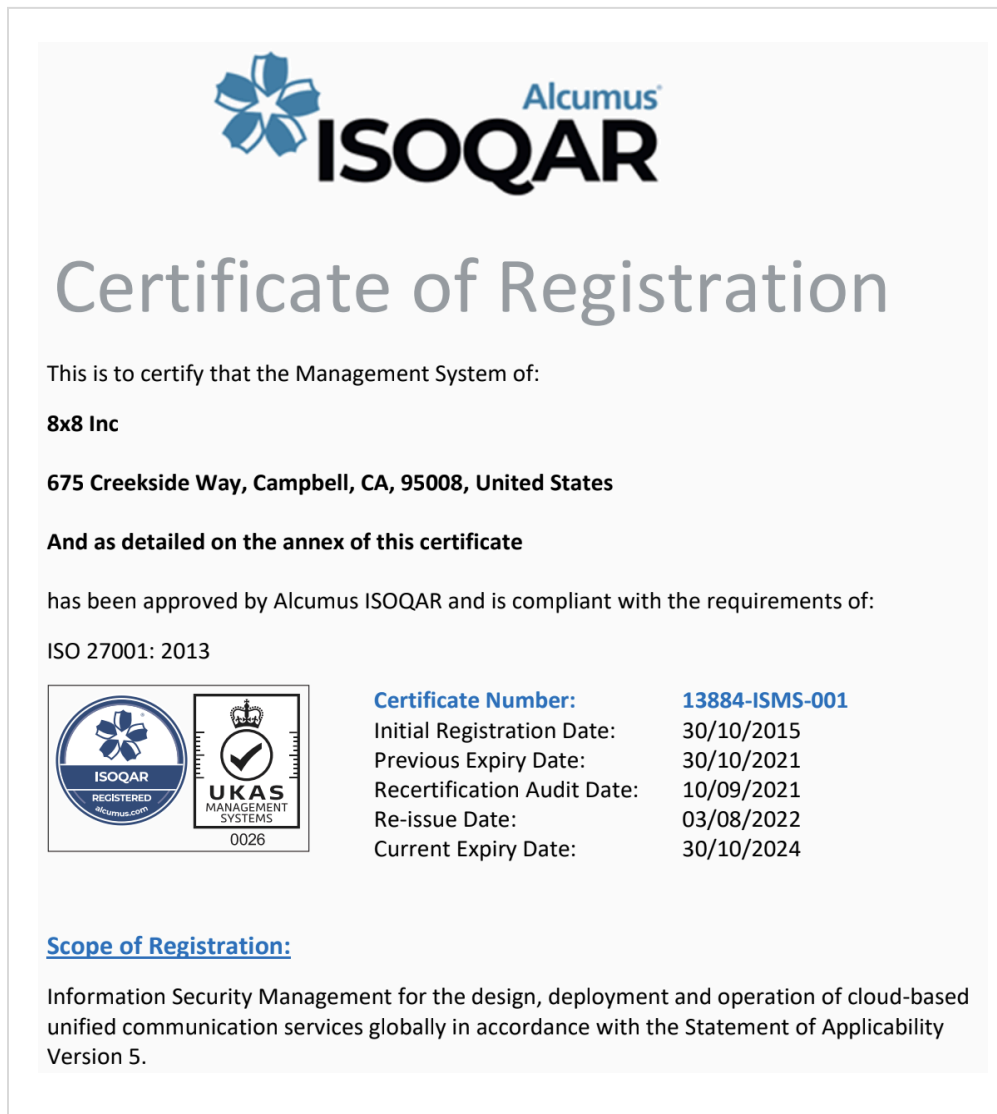 Alcumus®
ISOQAR
Certificate of Registration
This is to certify that the Management System of:
8x8 Inc
675 Creekside Way, Campbell, CA, 95008, United States
And as detailed on the annex of this certificate
has been approved by Alcumus ISOQAR and is compliant with the requirements of:
ISO 27001: 2013
ISOQAR
REGISTERED
alcumus.com
UKAS
MANAGEMENT
SYSTEMS
0026
Certificate Number: 13884-ISMS-001
Initial Registration Date: 30/10/2015
Previous Expiry Date: 30/10/2021
Recertification Audit Date: 10/09/2021
Re-issue Date: 03/08/2022
Current Expiry Date: 30/10/2024
Scope of Registration:
Information Security Management for the design, deployment and operation of cloud-based
unified communication services globally in accordance with the Statement of Applicability
Version 5.